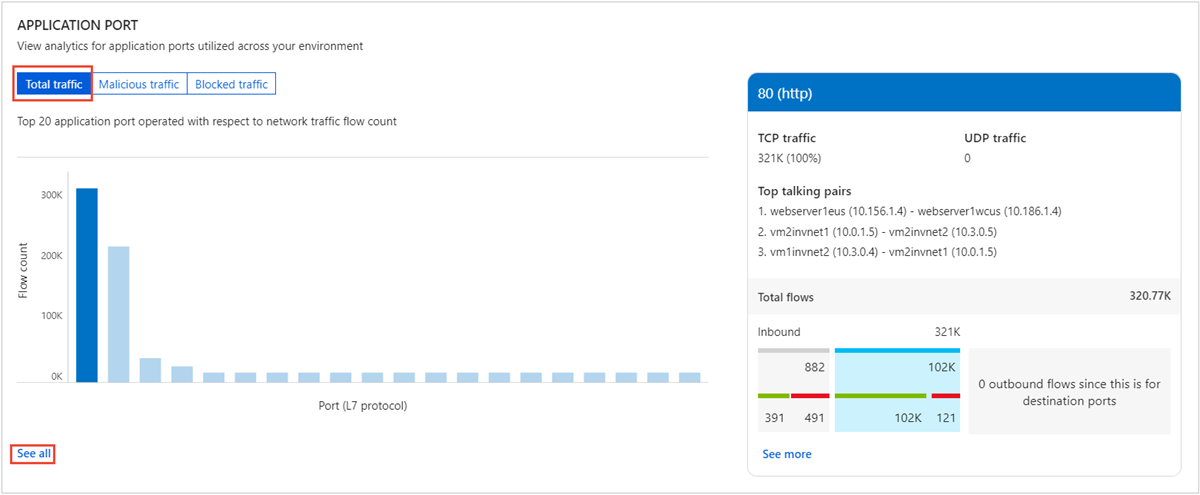 APPLICATION PORT
View analytics for application ports utilized across your environment
Total traffic
Malicious traffic
Blocked traffic
Top 20 application port operated with respect to network traffic flow count
Flow count
300K
200K
100K
0K
Port (L7 protocol)
See all
80 (http)
TCP traffic
UDP traffic
321K (100%)
0
Top talking pairs
1. webserver1eus (10.156.1.4) - webserver1wcus (10.186.1.4)
2. vm2invnet1 (10.0.1.5) - vm2invnet2 (10.3.0.5)
3. vm1invnet2 (10.3.0.4) - vm2invnet1 (10.0.1.5)
Total flows
320.77K
Inbound
321K
882
102K
391
491
102K
121
0 outbound flows since this is for
destination ports
See more